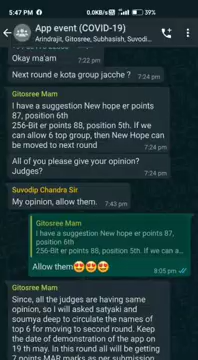 5:47 PM
0.0KB/s
39%
App event (COVID-19)
Arindrajit, Gitosree, Subhasish, Suvodi...
Okay ma'am
7:22 pm
Next round e kota group jacche ?
7:24 pm
Gitosree Mam
I have a suggestion New hope er points
87, position 6th
256-Bit er points 88, position 5th. If we
can allow 6 top group, then New Hope can
be moved to next round
7:24 pm
All of you please give your opinion?
Judges?
7:24 pm
Suvodip Chandra Sir
My opinion, allow them.
7:43 pm
Gitosree Mam
I have a suggestion New hope er points 87,
position 6th
256-Bit er points 88, position 5th. If we can a...
Allow them😍😍😍
8:05 pm
Gitosree Mam
Since, all the judges are having same
opinion, so I will asked satyaki and
soumya deep to circulate the names of
top 6 for moving to second round. Keep
the date of demonstration of the app on
19 th may. In this round all will be getting
7 points MAR marks as per submission